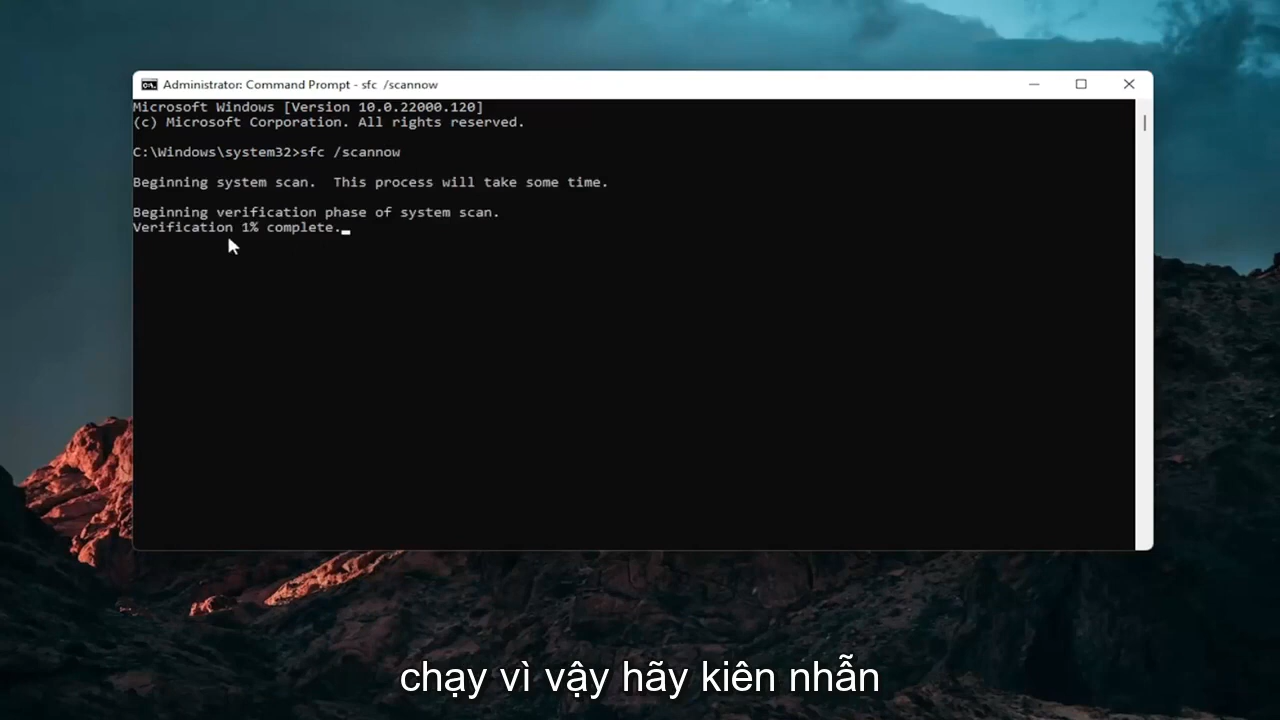 Administrator: Command Prompt - sfc /scannow
Microsoft Windows [Version 10.0.22000.120]
(c) Microsoft Corporation. All rights reserved.
C:\Windows\system32>sfc /scannow
Beginning system scan.  This process will take some time.
Beginning verification phase of system scan.
Verification 1% complete.
chạy vì vậy hãy kiên nhẫn